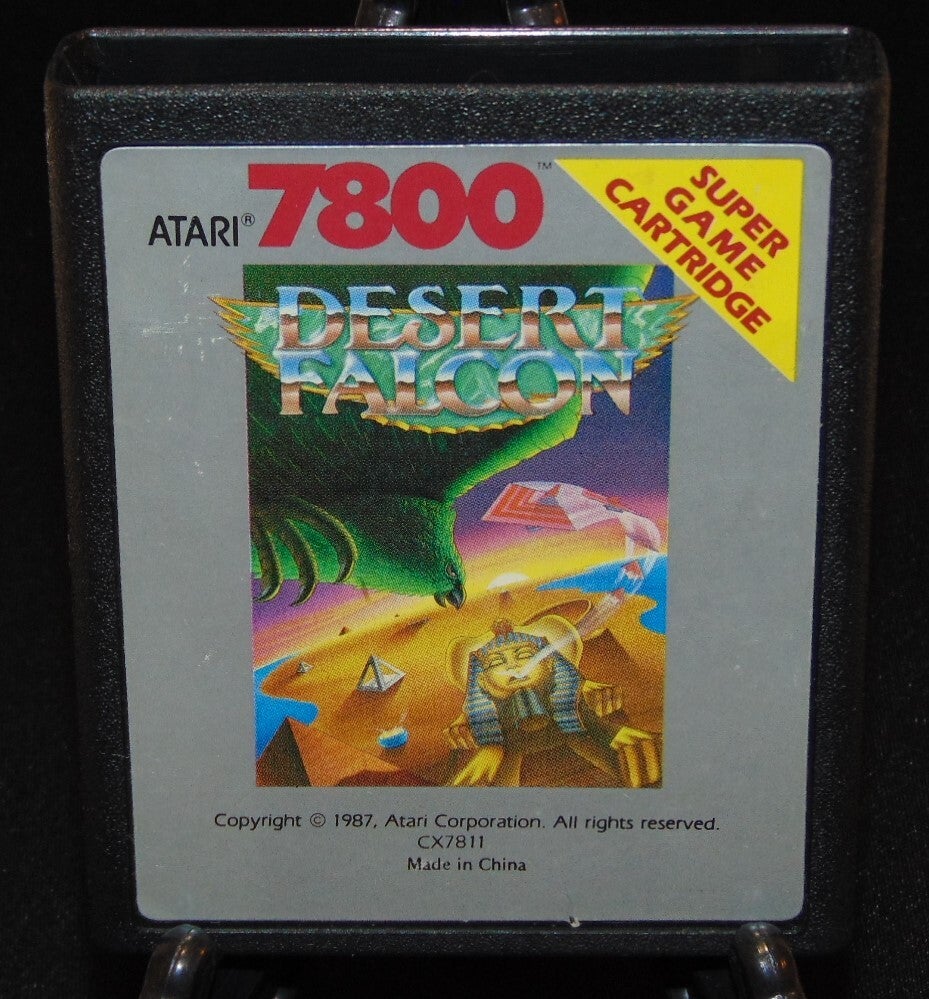 ATARI® 7800™
SUPER
GAME
CARTRIDGE
DESERT
FALCON
Copyright © 1987, Atari Corporation. All rights reserved.
CX7811
Made in China